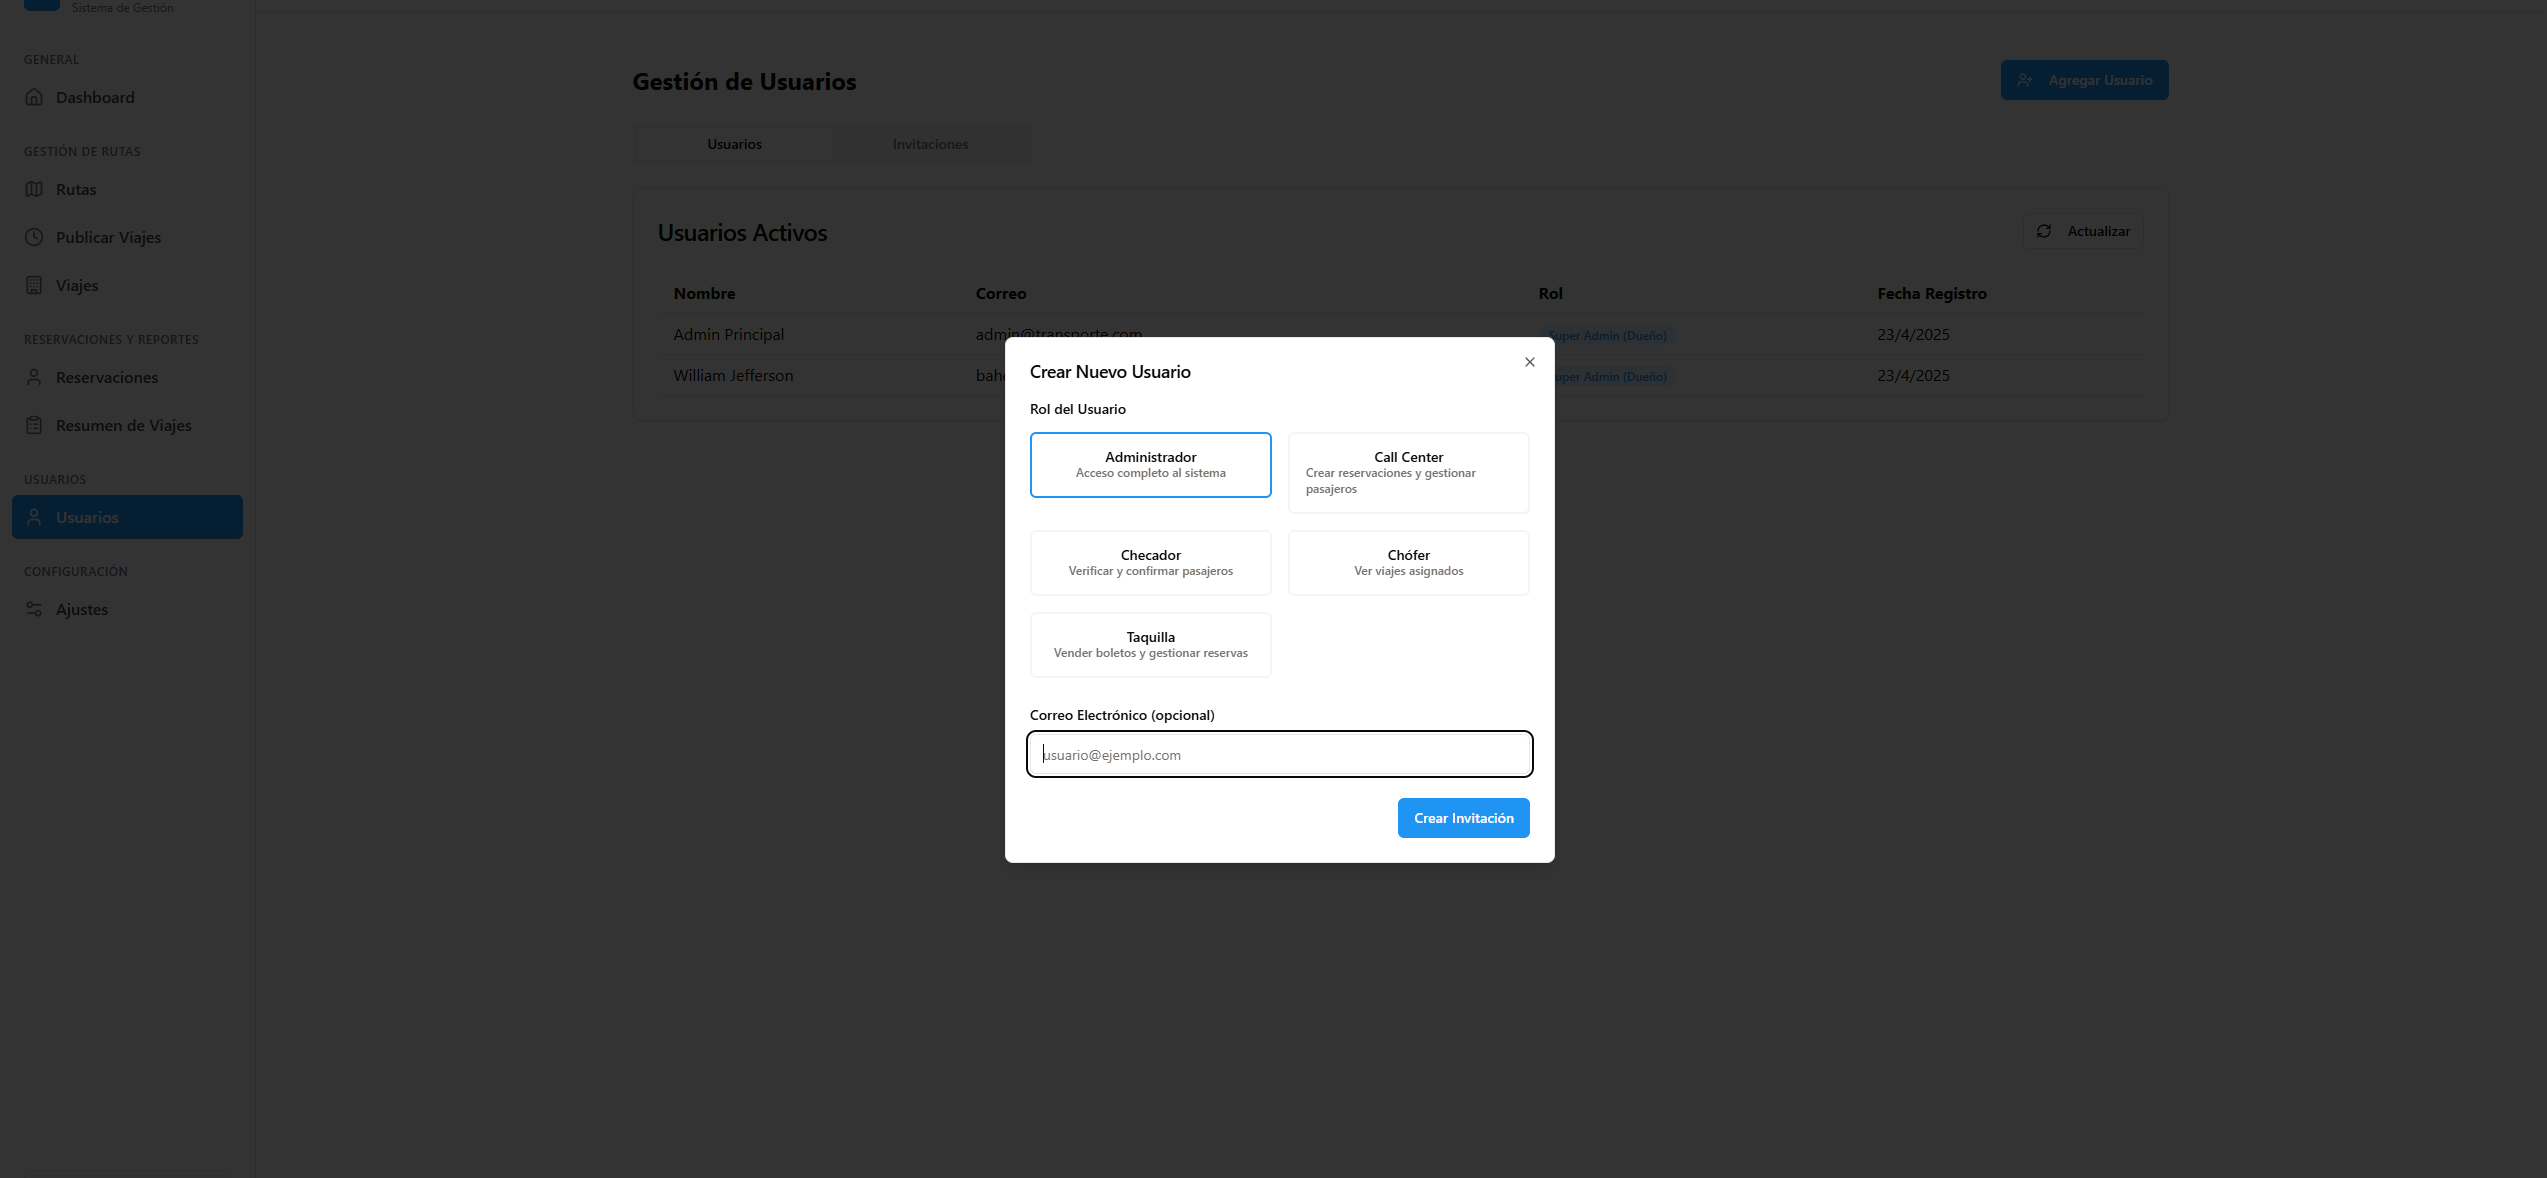 Sistema de Gestión
GENERAL
Dashboard
GESTIÓN DE RUTAS
Rutas
Publicar Viajes
Viajes
RESERVACIONES Y REPORTES
Reservaciones
Resumen de Viajes
USUARIOS
Usuarios
CONFIGURACIÓN
Ajustes
Gestión de Usuarios
Agregar Usuario
Usuarios
Invitaciones
Usuarios Activos
Actualizar
Nombre Correo Rol Fecha Registro
Admin Principal admin@transporte.com Super Admin (Dueño) 23/4/2025
William Jefferson Admin (Dueño) 23/4/2025
Crear Nuevo Usuario
Rol del Usuario
Administrador
Acceso completo al sistema
Call Center
Crear reservaciones y gestionar
pasajeros
Checador
Verificar y confirmar pasajeros
Chófer
Ver viajes asignados
Taquilla
Vender boletos y gestionar reservas
Correo Electrónico (opcional)
usuario@ejemplo.com
Crear Invitación